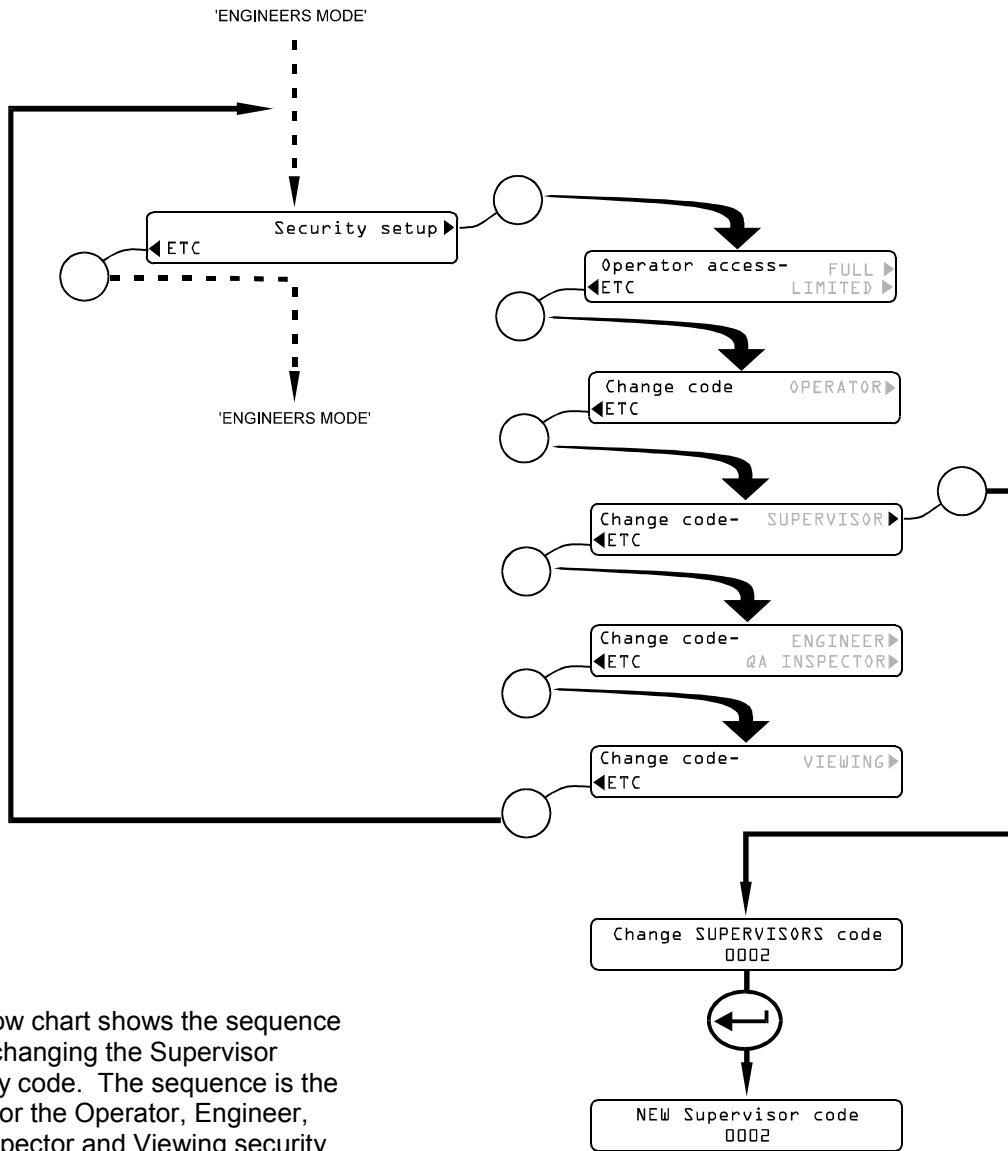 'ENGINEERS MODE'
Security setup
ETC
'ENGINEERS MODE'
Operator access- FULL
ETC LIMITED
Change code OPERATOR
ETC
Change code- SUPERVISOR
ETC
Change code- ENGINEER
ETC QA INSPECTOR
Change code- VIEWING
ETC
Change SUPERVISORS code
0002
NEW Supervisor code
0002
ow chart shows the sequence
changing the Supervisor
y code. The sequence is the
or the Operator, Engineer,
spector and Viewing security